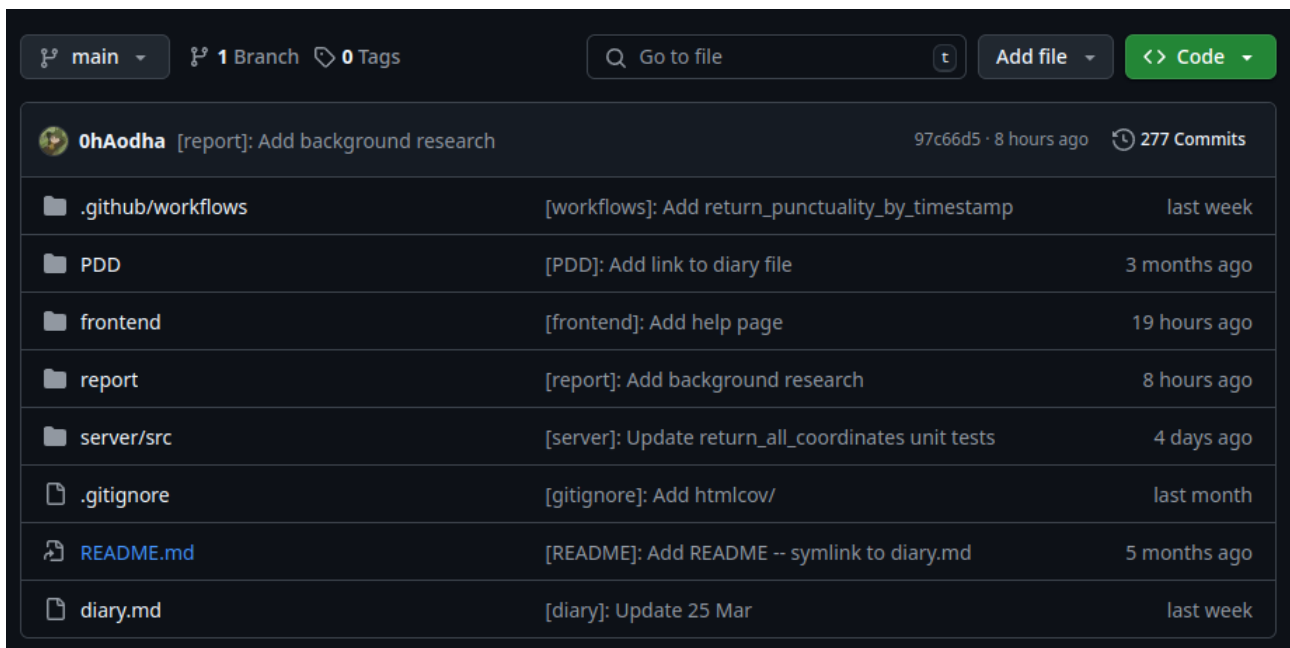 main 1 Branch 0 Tags Go to file t Add file <> Code
0hAodha [report]: Add background research 97c66d5 · 8 hours ago 277 Commits
.github/workflows [workflows]: Add return_punctuality_by_timestamp last week
PDD [PDD]: Add link to diary file 3 months ago
frontend [frontend]: Add help page 19 hours ago
report [report]: Add background research 8 hours ago
server/src [server]: Update return_all_coordinates unit tests 4 days ago
.gitignore [gitignore]: Add htmlcov/ last month
README.md [README]: Add README -- symlink to diary.md 5 months ago
diary.md [diary]: Update 25 Mar last week